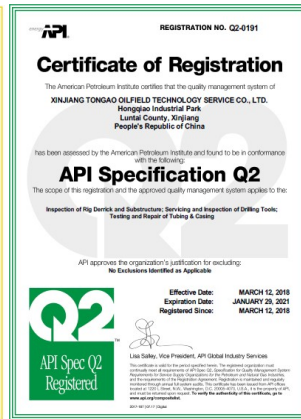 energy API
REGISTRATION NO. Q2-0191
Certificate of Registration
The American Petroleum Institute certifies that the quality management system of
XINJIANG TONGAO OILFIELD TECHNOLOGY SERVICE CO., LTD.
Hongqiao Industrial Park
Luntai County, Xinjiang
People's Republic of China
has been assessed by the American Petroleum Institute and found to be in conformance
with the following:
API Specification Q2
The scope of this registration and the approved quality management system applies to the:
Inspection of Rig Derrick and Substructure; Servicing and Inspection of Drilling Tools;
Testing and Repair of Tubing & Casing
API approves the organization's justification for excluding:
No Exclusions Identified as Applicable
Effective Date: MARCH 12, 2018
Expiration Date: JANUARY 29, 2021
Registered Since: MARCH 12, 2018
Q2
API Spec Q2
Registered
Lisa Salley, Vice President, API Global Industry Services